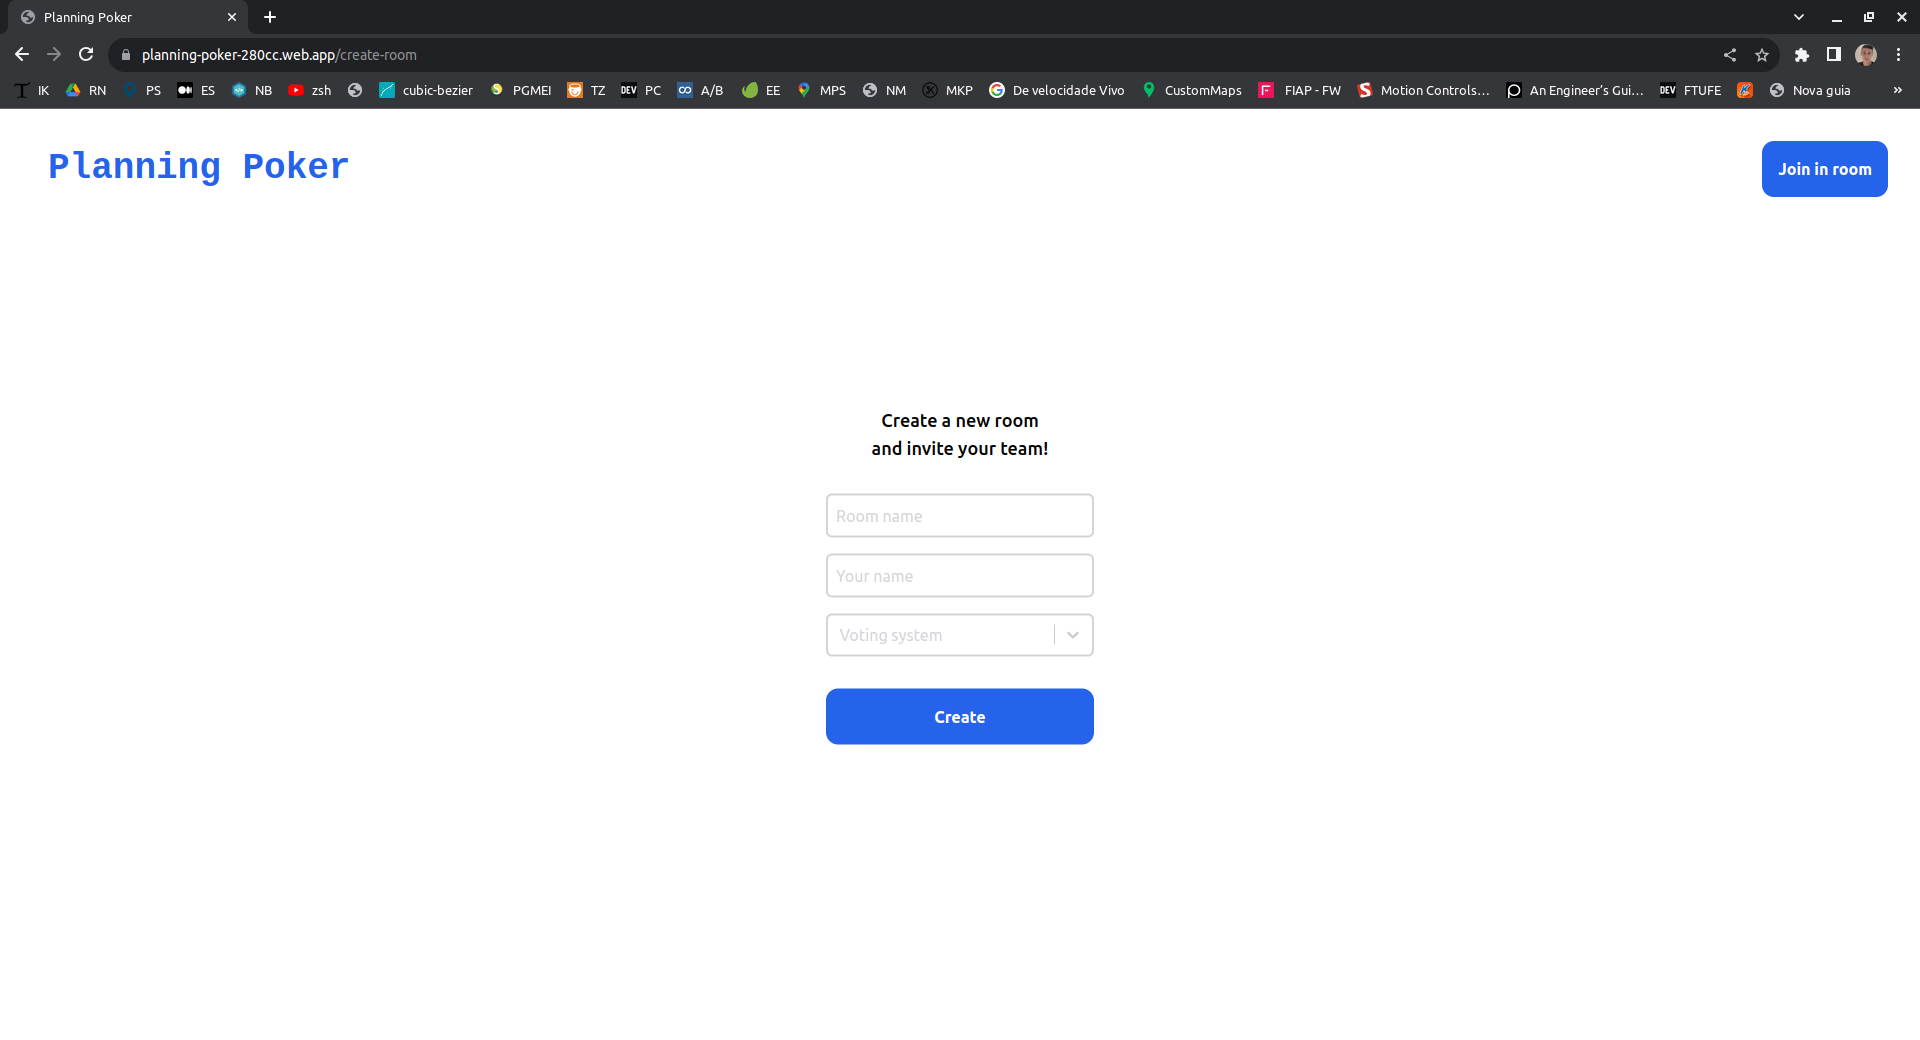 Planning Poker
planning-poker-280cc.web.app/create-room
IK RN PS ES NB zsh cubic-bezier PGMEI TZ DEV PC A/B EE MPS NM MKP De velocidade Vivo CustomMaps FIAP - FW Motion Controls... An Engineer's Gui... DEV FTUFE Nova guia »
Planning Poker
Join in room
Create a new room
and invite your team!
Room name
Your name
Voting system
Create